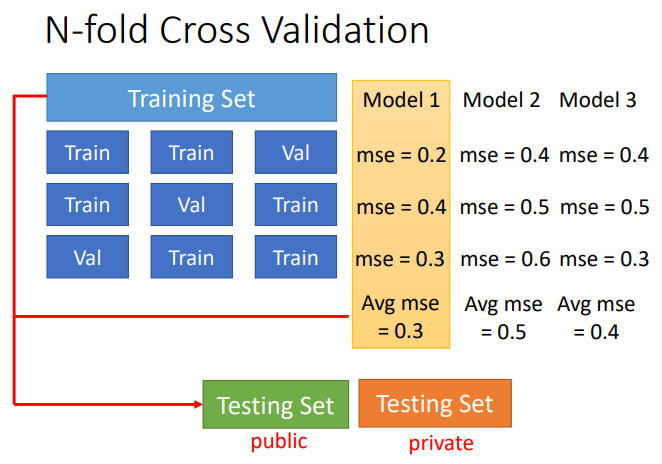 N-fold Cross Validation
Training Set
Model 1 Model 2 Model 3
Train Train Val
mse = 0.2 mse = 0.4 mse = 0.4
Train Val Train
mse = 0.4 mse = 0.5 mse = 0.5
Val Train Train
mse = 0.3 mse = 0.6 mse = 0.3
Avg mse Avg mse Avg mse
= 0.3 = 0.5 = 0.4
Testing Set Testing Set
public private